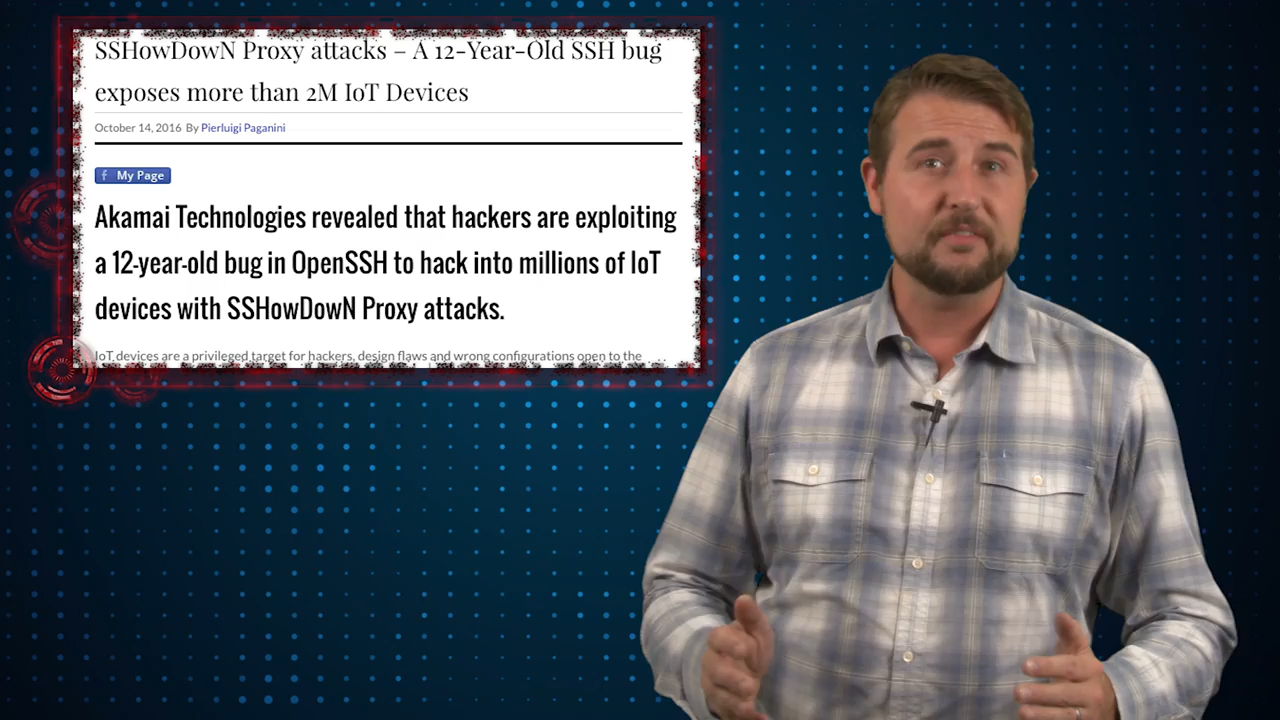 SSHowDowN Proxy attacks – A 12-Year-Old SSH bug
exposes more than 2M IoT Devices
October 14, 2016 By Pierluigi Paganini
f My Page
Akamai Technologies revealed that hackers are exploiting
a 12-year-old bug in OpenSSH to hack into millions of IoT
devices with SSHowDowN Proxy attacks.
IoT devices are a privileged target for hackers, design flaws and wrong configurations open to the